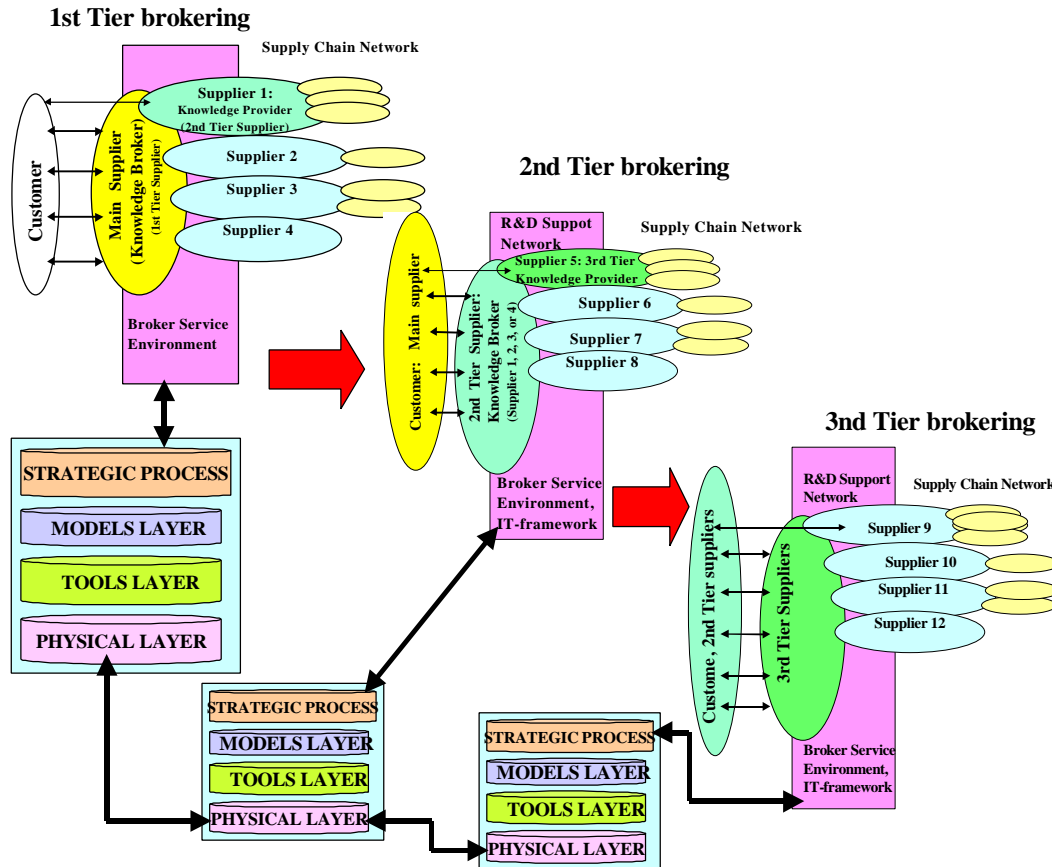 1st Tier brokering
Supply Chain Network
Supplier 1:
Knowledge Provider
(2nd Tier Supplier)
Supplier 2
Supplier 3
Supplier 4
Customer
Main Supplier
(Knowledge Broker)
(1st Tier Supplier)
Broker Service
Environment
2nd Tier brokering
R&D Suppot
Network
Supply Chain Network
Supplier 5: 3rd Tier
Knowledge Provider
Supplier 6
Supplier 7
Supplier 8
Customer: Main supplier
2nd Tier Supplier:
Knowledge Broker
(Supplier 1, 2, 3, or 4)
Broker Service
Environment,
IT-framework
3nd Tier brokering
R&D Support
Network
Supply Chain Network
Supplier 9
Supplier 10
Supplier 11
Supplier 12
Custome, 2nd Tier suppliers
3rd Tier Suppliers
Broker Service
Environment,
IT-framework
STRATEGIC PROCESS
MODELS LAYER
TOOLS LAYER
PHYSICAL LAYER
STRATEGIC PROCESS
MODELS LAYER
TOOLS LAYER
PHYSICAL LAYER
STRATEGIC PROCESS
MODELS LAYER
TOOLS LAYER
PHYSICAL LAYER